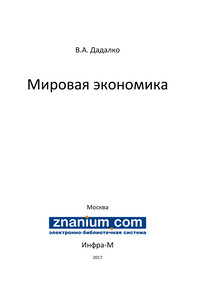 В.А. Дадалко
Мировая экономика
Москва
znanium.com
электронно-библиотечная система
Инфра-М
2017